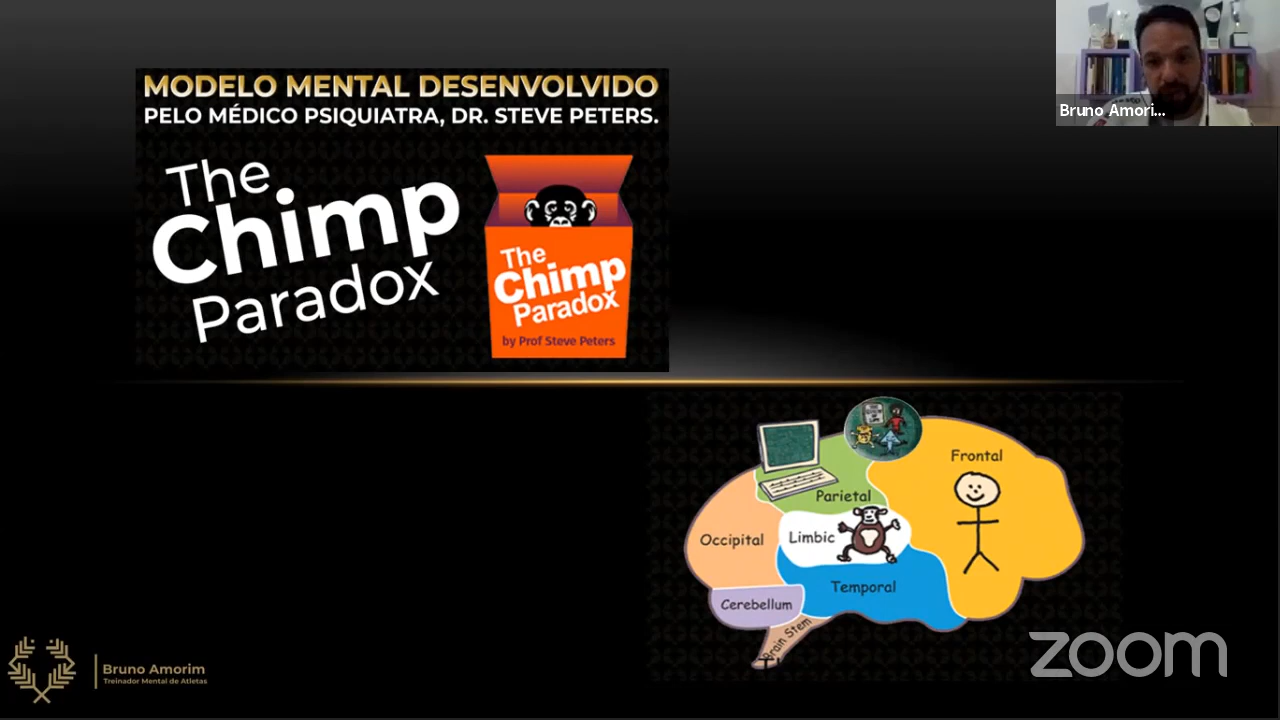 MODELO MENTAL DESENVOLVIDO
PELO MÉDICO PSIQUIATRA, DR. STEVE PETERS.
The
Chimp
Paradox
The
Chimp
Paradox
by Prof Steve Peters
Bruno Amori...
Frontal
Parietal
Occipital
Limbic
Temporal
Cerebellum
Brain Stem
zoom
Bruno Amorim
Treinador Mental de Atletas